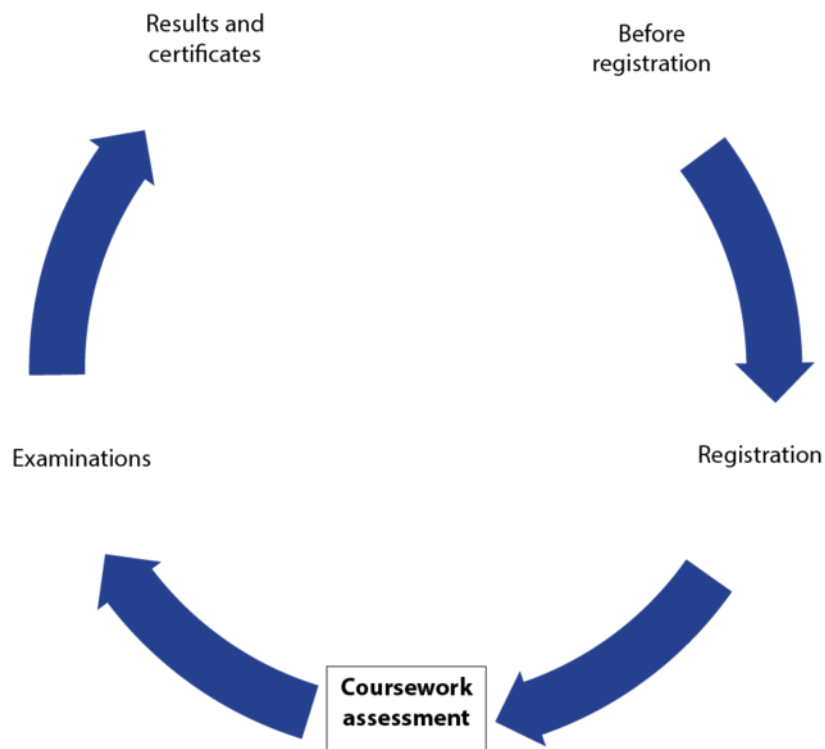 Results and
certificates
Before
registration
Examinations
Registration
Coursework
assessment